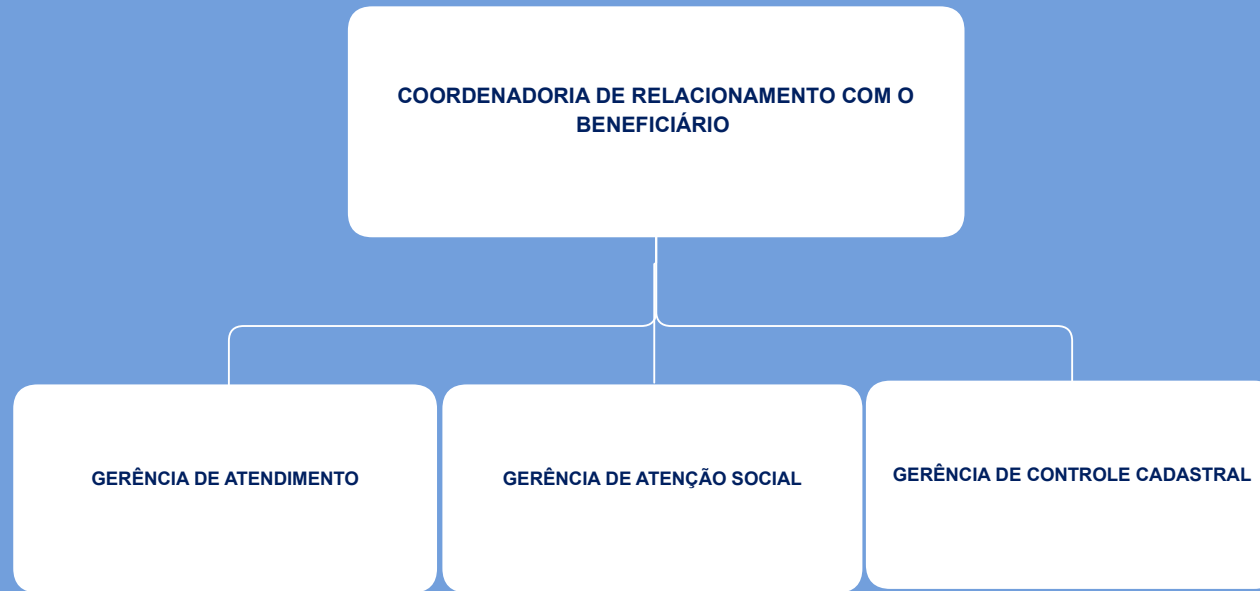 COORDENADORIA DE RELACIONAMENTO COM O
BENEFICIÁRIO
GERÊNCIA DE ATENDIMENTO
GERÊNCIA DE ATENÇÃO SOCIAL
GERÊNCIA DE CONTROLE CADASTRAL